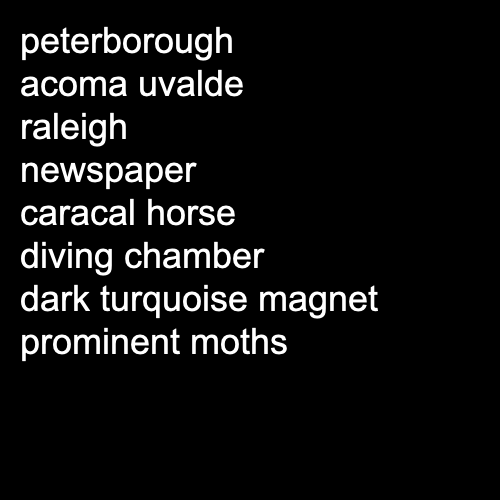 peterborough
acoma uvalde
raleigh
newspaper
caracal horse
diving chamber
dark turquoise magnet
prominent moths